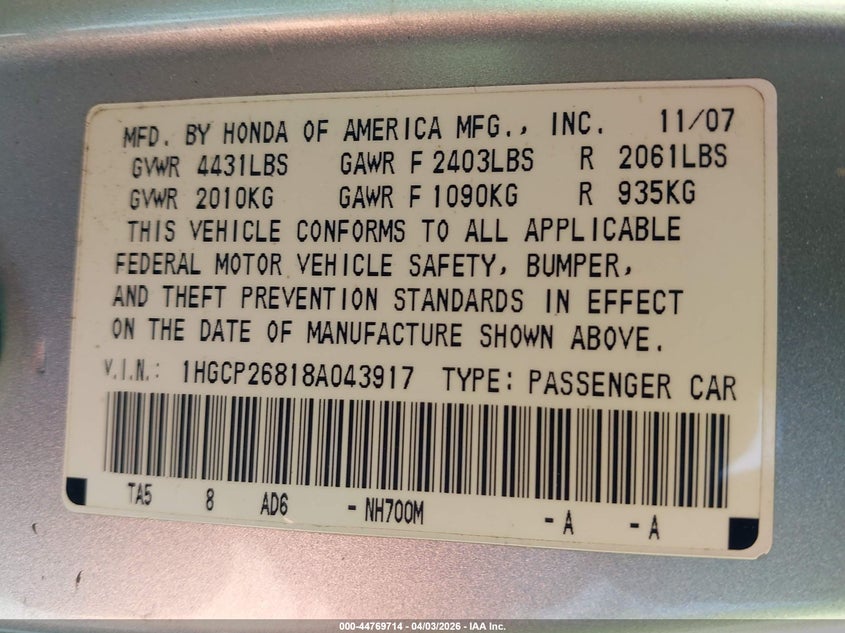 MFD. BY HONDA OF AMERICA MFG., INC. 11/07
GVWR 4431LBS GAWR F 2403LBS R 2061LBS
GVWR 2010KG GAWR F 1090KG R 935KG
THIS VEHICLE CONFORMS TO ALL APPLICABLE
FEDERAL MOTOR VEHICLE SAFETY, BUMPER,
AND THEFT PREVENTION STANDARDS IN EFFECT
ON THE DATE OF MANUFACTURE SHOWN ABOVE.
V.I.N.: 1HGCP26818A043917 TYPE: PASSENGER CAR
TA5 8 AD6 - NH700M - A - A
000-44769714 - 04/03/2026 - IAA Inc.